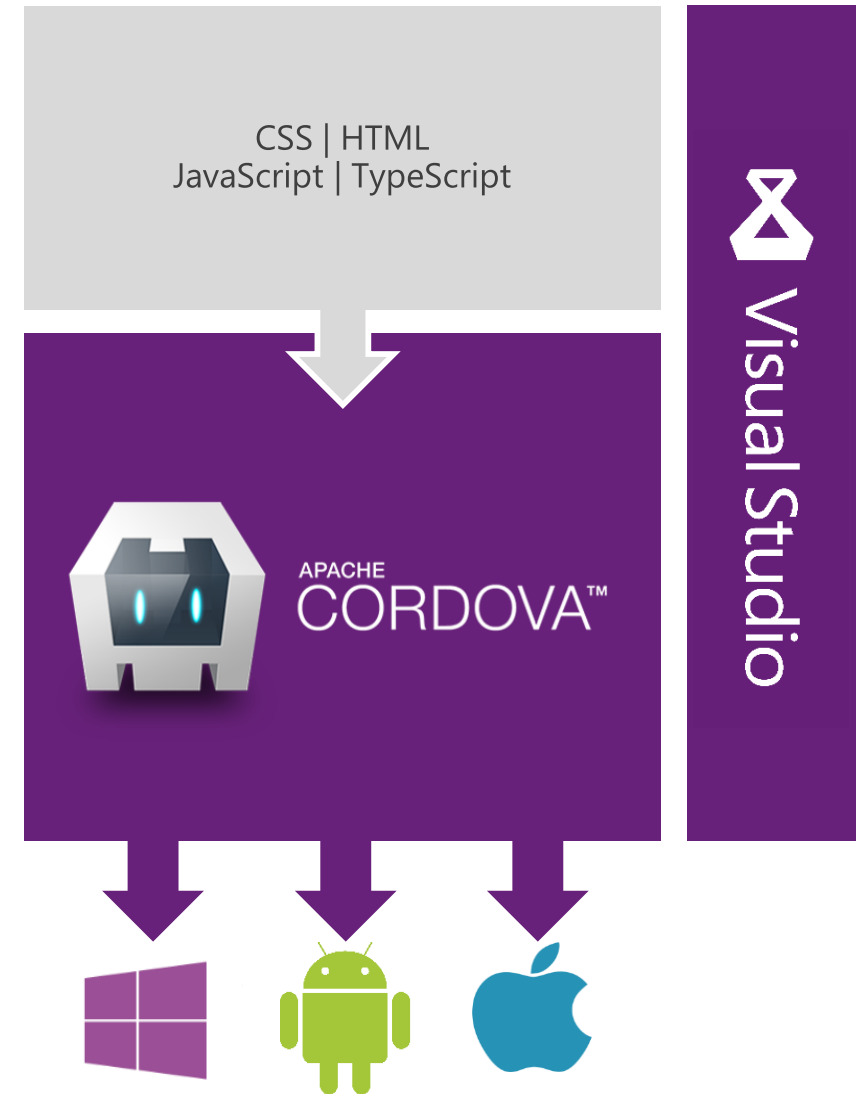 CSS | HTML
JavaScript | TypeScript
APACHE
CORDOVA™
Visual Studio